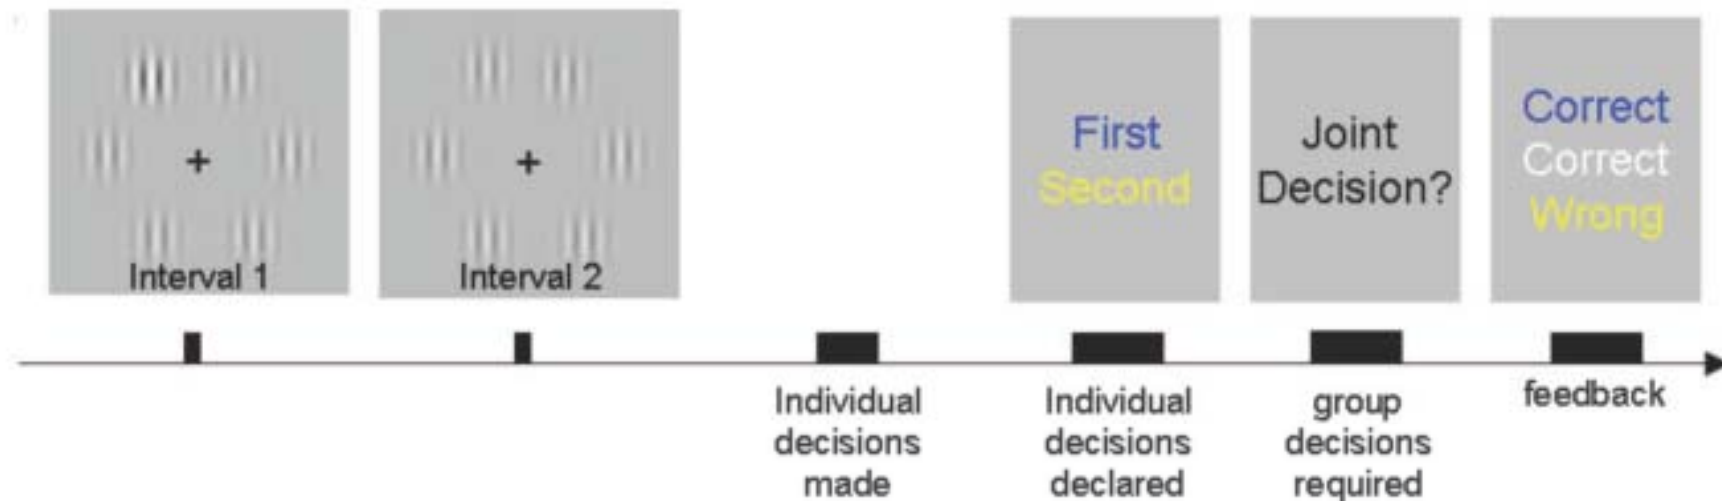 Interval 1
Interval 2
First
Second
Joint
Decision?
Correct
Correct
Wrong
Individual
decisions
made
Individual
decisions
declared
group
decisions
required
feedback